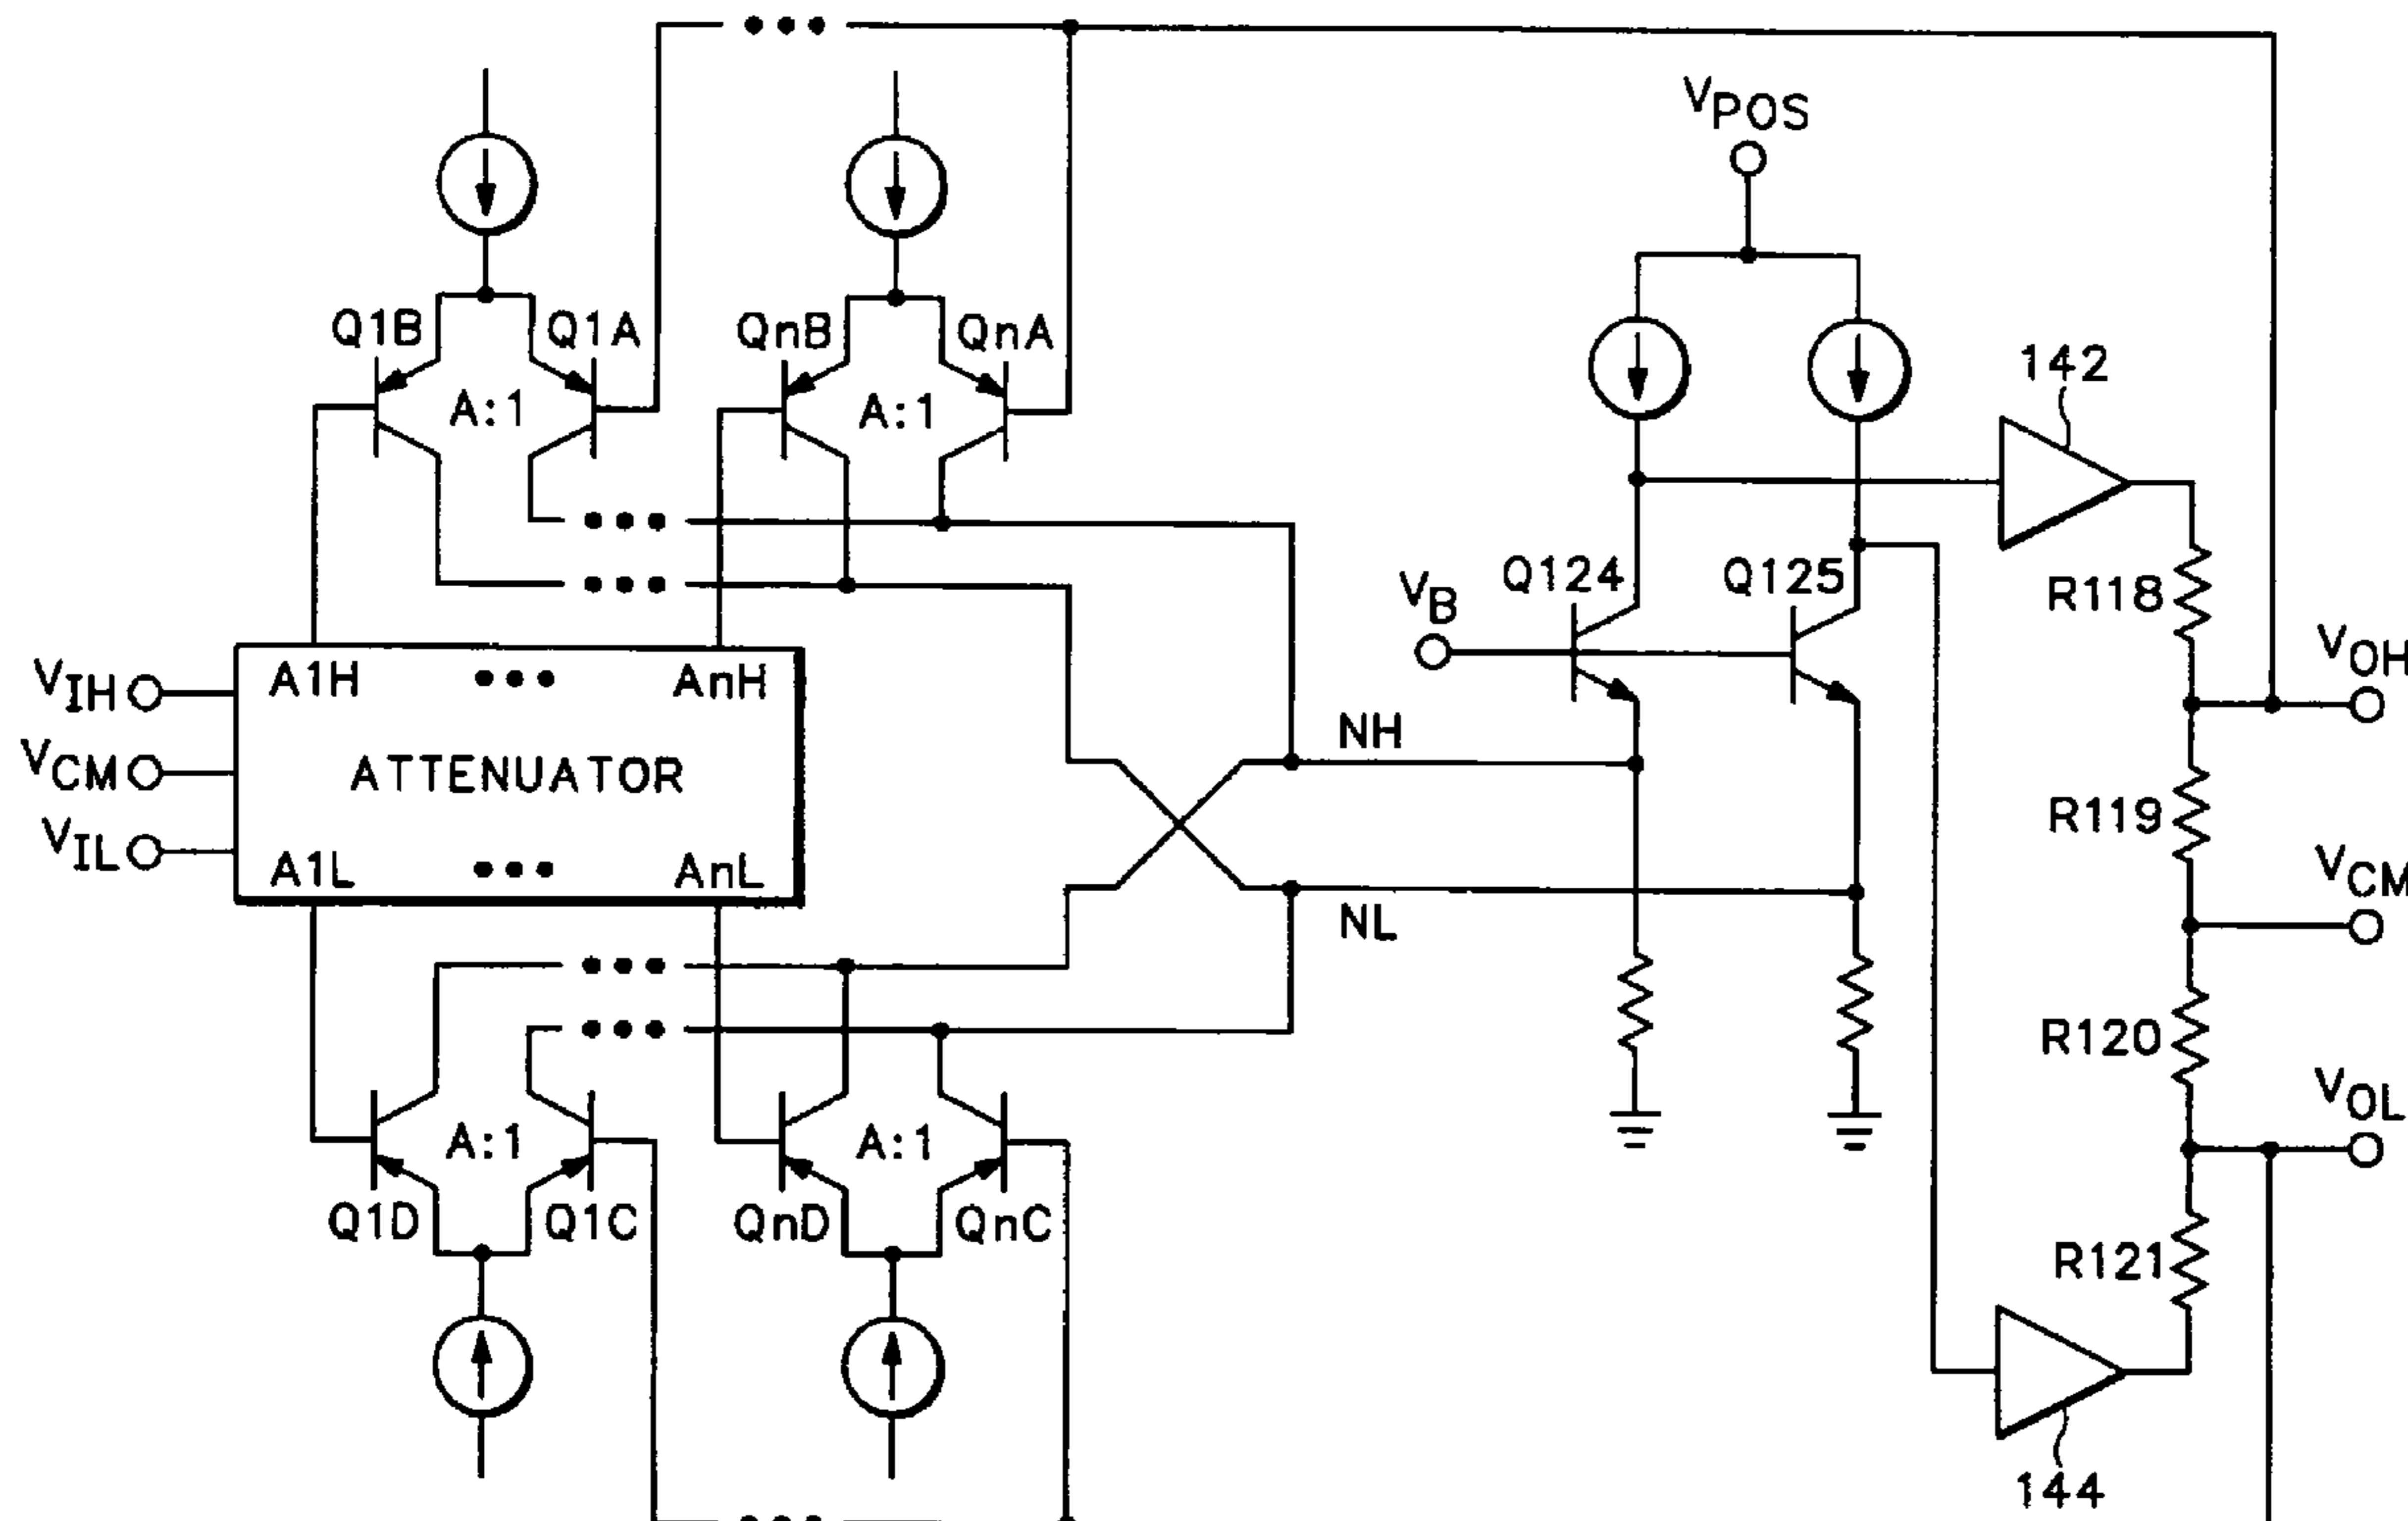 VPOS
Q1B
Q1A
QnB
QnA
A:1
A:1
142
Q124
Q125
VB
R118
VOH
VIH
A1H
•••
AnH
NH
VCM
ATTENUATOR
R119
VIL
A1L
•••
AnL
VCM
NL
R120
VOL
A:1
A:1
Q1D
Q1C
QnD
QnC
R121
144